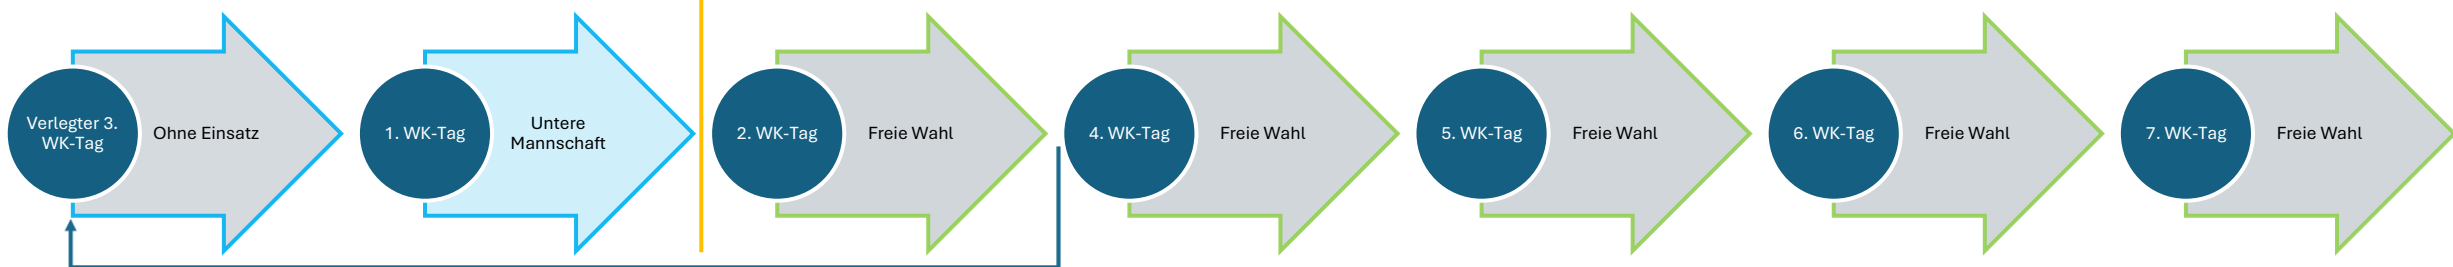 Verlegter 3.
WK-Tag
Ohne Einsatz
1. WK-Tag
Untere
Mannschaft
2. WK-Tag
Freie Wahl
4. WK-Tag
Freie Wahl
5. WK-Tag
Freie Wahl
6. WK-Tag
Freie Wahl
7. WK-Tag
Freie Wahl